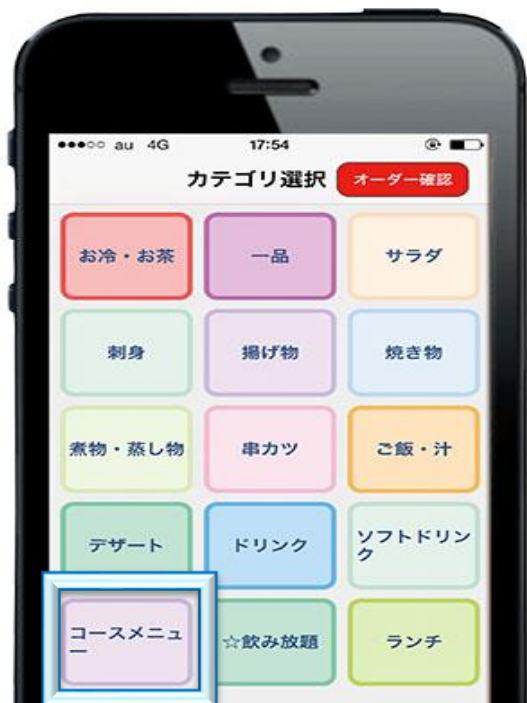 au 4G 17:54
カテゴリ選択 オーダー確認
お冷・お茶 一品 サラダ
刺身 揚げ物 焼き物
煮物・蒸し物 串カツ ご飯・汁
デザート ドリンク ソフトドリン
ク
コースメニュ
ー
☆飲み放題 ランチ